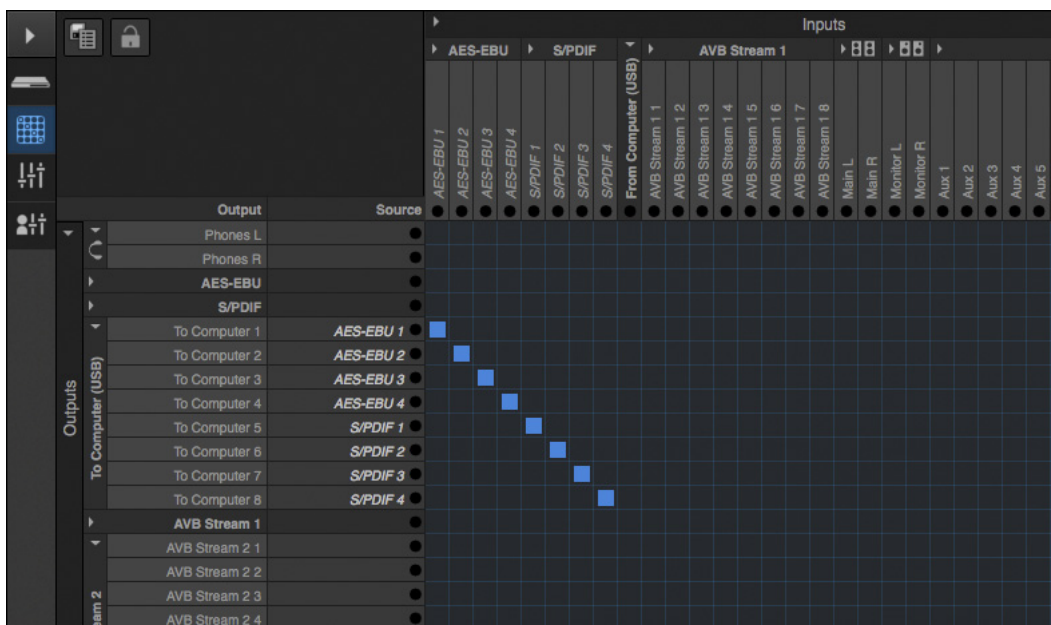 Inputs
AES-EBU
S/PDIF
From Computer (USB)
AVB Stream 1
AES-EBU 1
AES-EBU 2
AES-EBU 3
AES-EBU 4
S/PDIF 1
S/PDIF 2
S/PDIF 3
S/PDIF 4
AVB Stream 1 1
AVB Stream 1 2
AVB Stream 1 3
AVB Stream 1 4
AVB Stream 1 5
AVB Stream 1 6
AVB Stream 1 7
AVB Stream 1 8
Main L
Main R
Monitor L
Monitor R
Aux 1
Aux 2
Aux 3
Aux 4
Aux 5
Output Source
Outputs
Phones L
Phones R
AES-EBU
S/PDIF
To Computer (USB)
To Computer 1 AES-EBU 1
To Computer 2 AES-EBU 2
To Computer 3 AES-EBU 3
To Computer 4 AES-EBU 4
To Computer 5 S/PDIF 1
To Computer 6 S/PDIF 2
To Computer 7 S/PDIF 3
To Computer 8 S/PDIF 4
AVB Stream 1
AVB Stream 2 1
AVB Stream 2 2
AVB Stream 2 3
AVB Stream 2 4